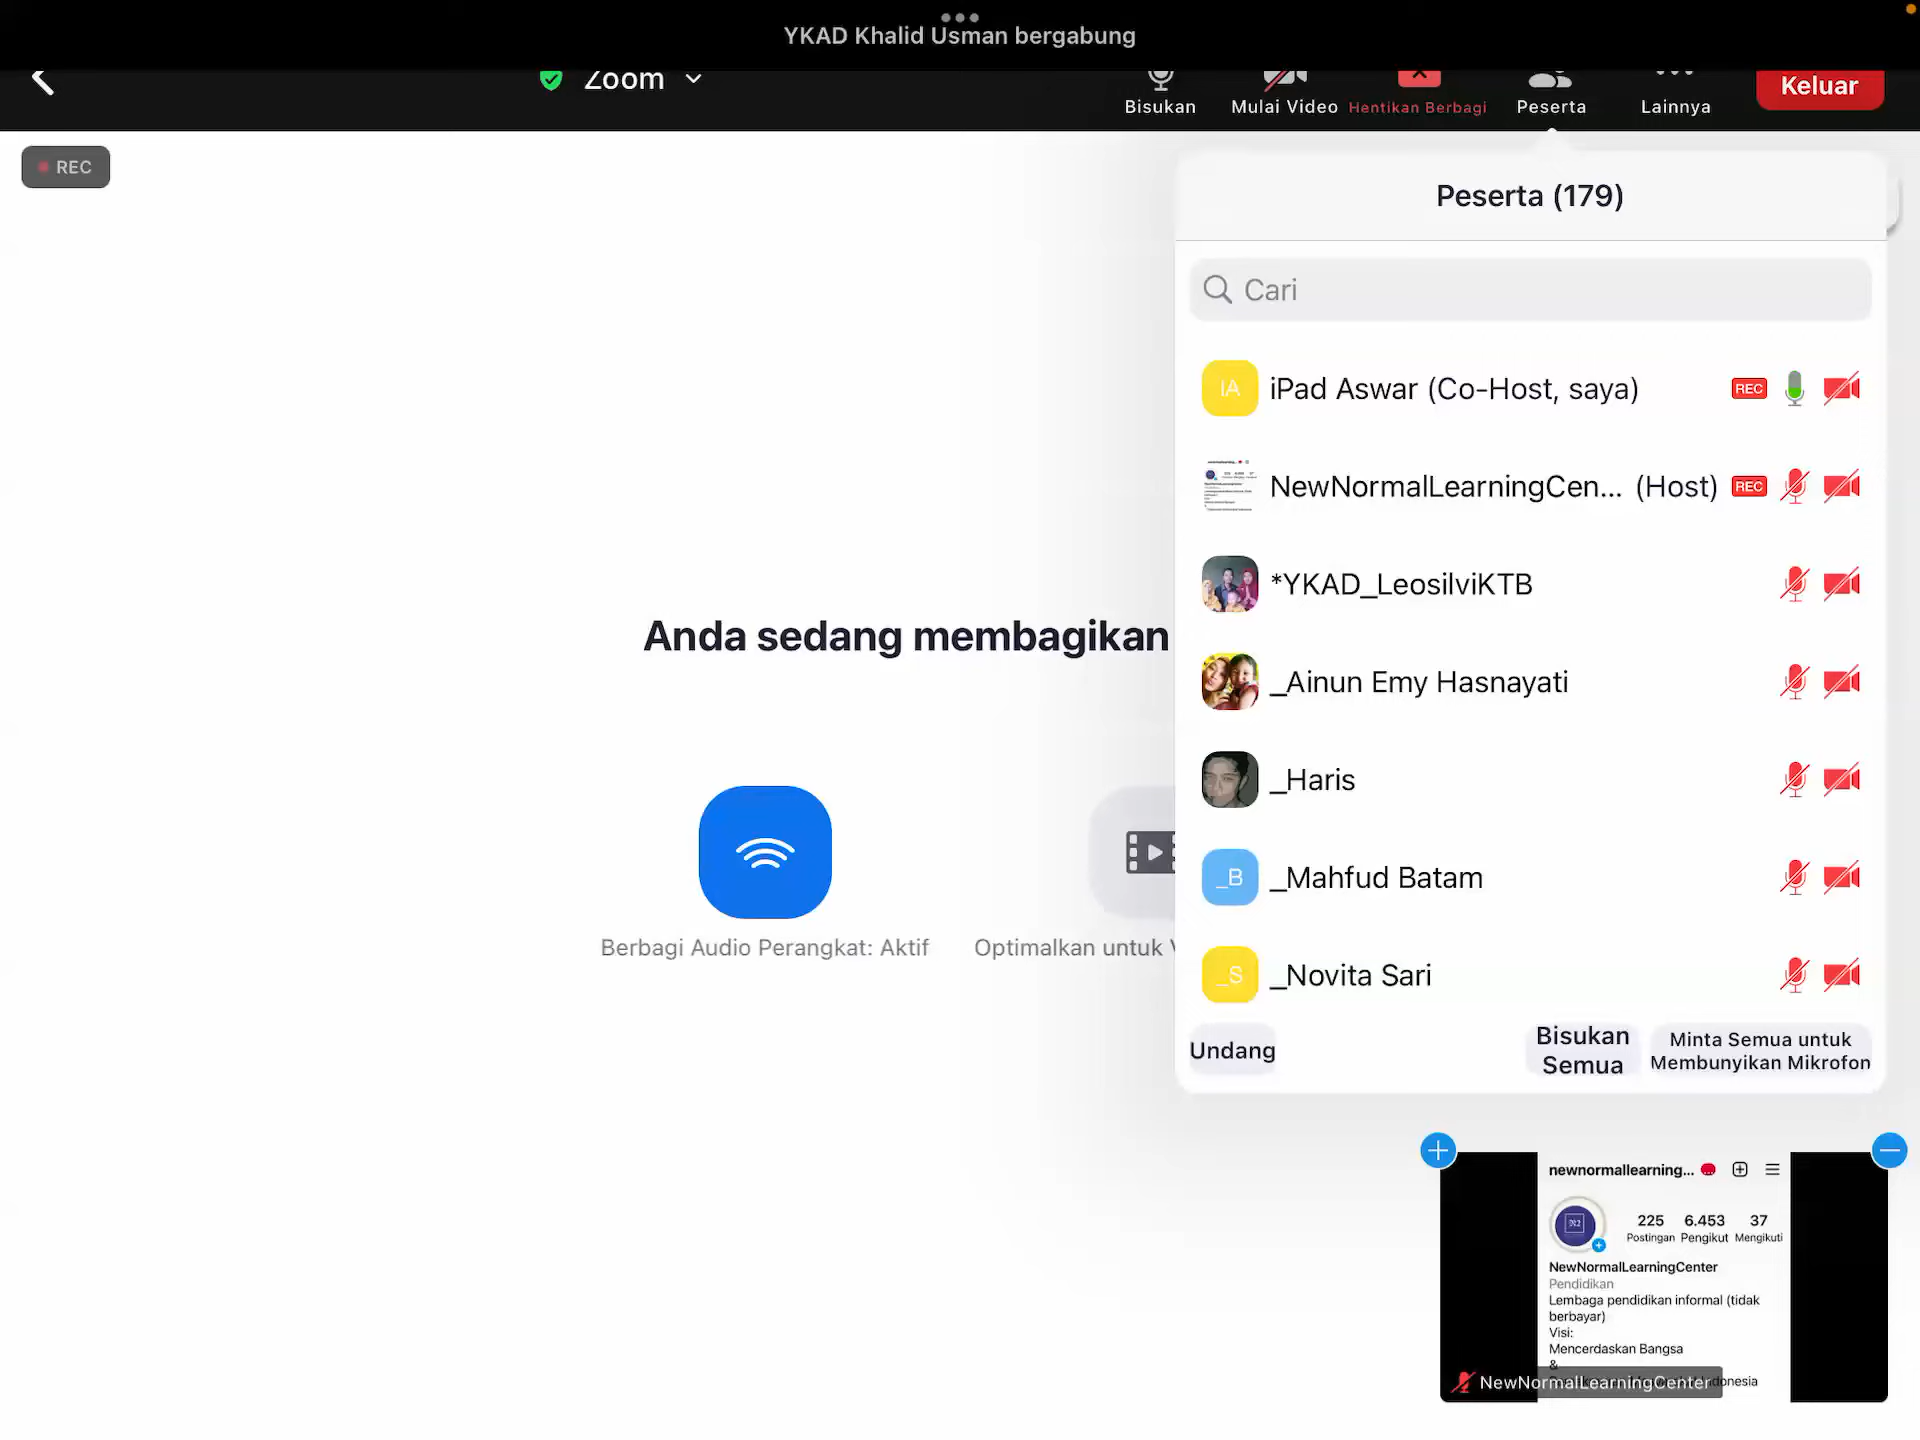 YKAD Khalid Usman bergabung
Zoom
Bisukan
Mulai Video
Hentikan Berbagi
Peserta
Lainnya
Keluar
REC
Peserta (179)
Cari
IA iPad Aswar (Co-Host, saya) REC
NewNormalLearningCen... (Host) REC
*YKAD_LeosilviKTB
_Ainun Emy Hasnayati
_Haris
_B _Mahfud Batam
_S _Novita Sari
Undang
Bisukan
Semua
Minta Semua untuk
Membunyikan Mikrofon
Anda sedang membagikan
Berbagi Audio Perangkat: Aktif
Optimalkan untuk
newnormallearning...
225 6.453 37
Postingan Pengikut Mengikuti
NewNormalLearningCenter
Pendidikan
Lembaga pendidikan informal (tidak
berbayar)
Visi:
Mencerdaskan Bangsa
&
NewNormalLearningCenter